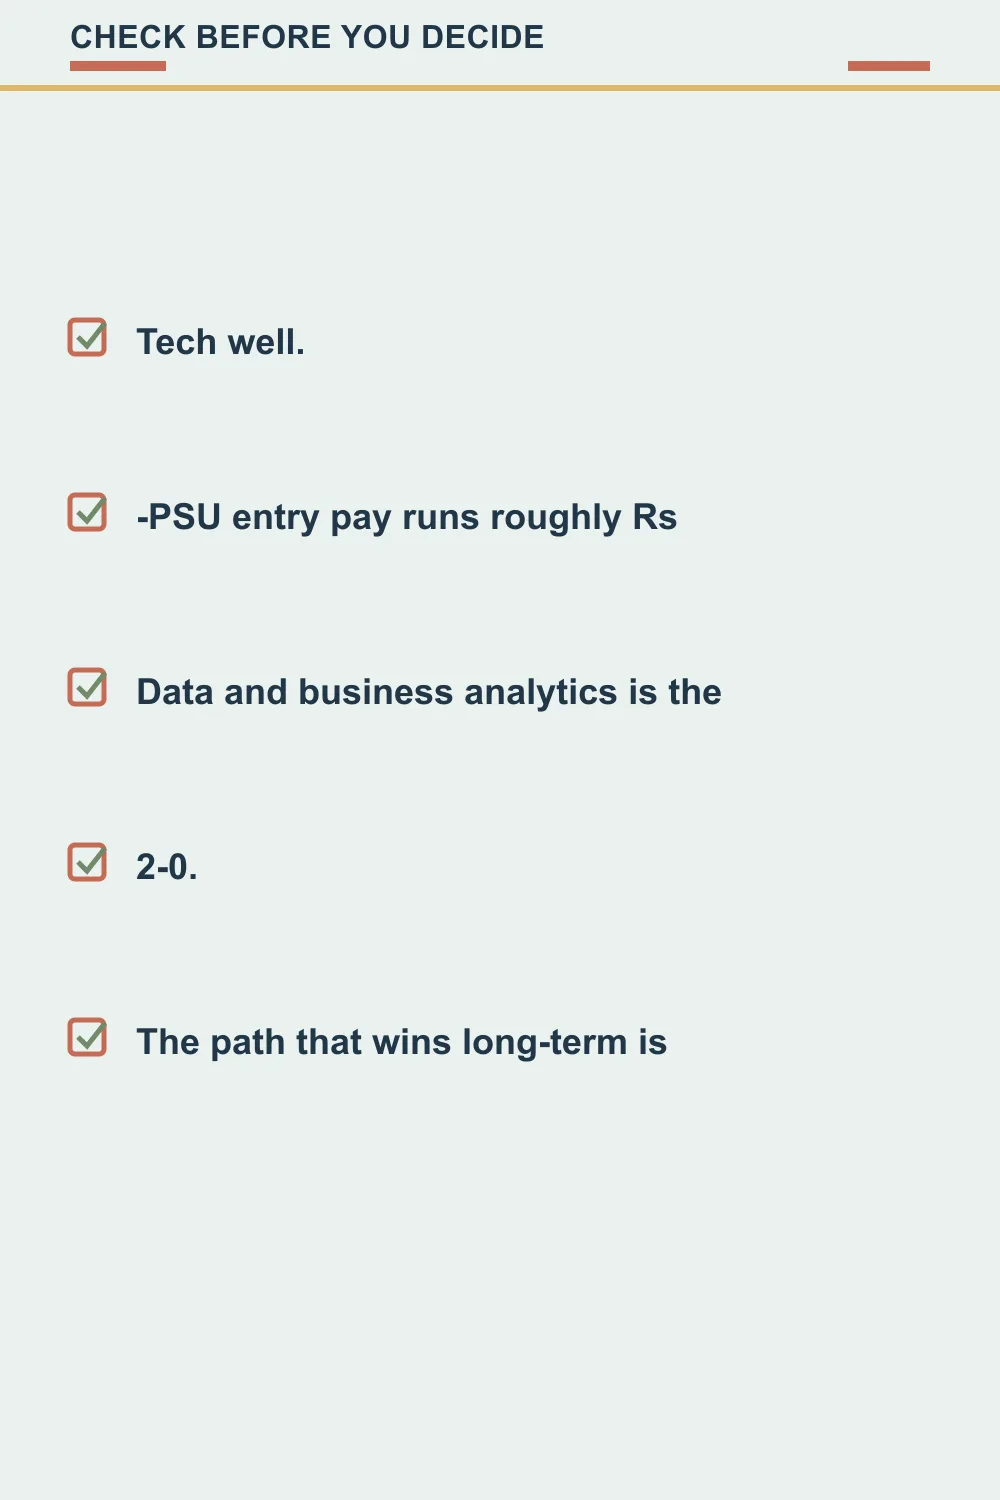 CHECK BEFORE YOU DECIDE
Tech well.
-PSU entry pay runs roughly Rs
Data and business analytics is the
2-0.
The path that wins long-term is